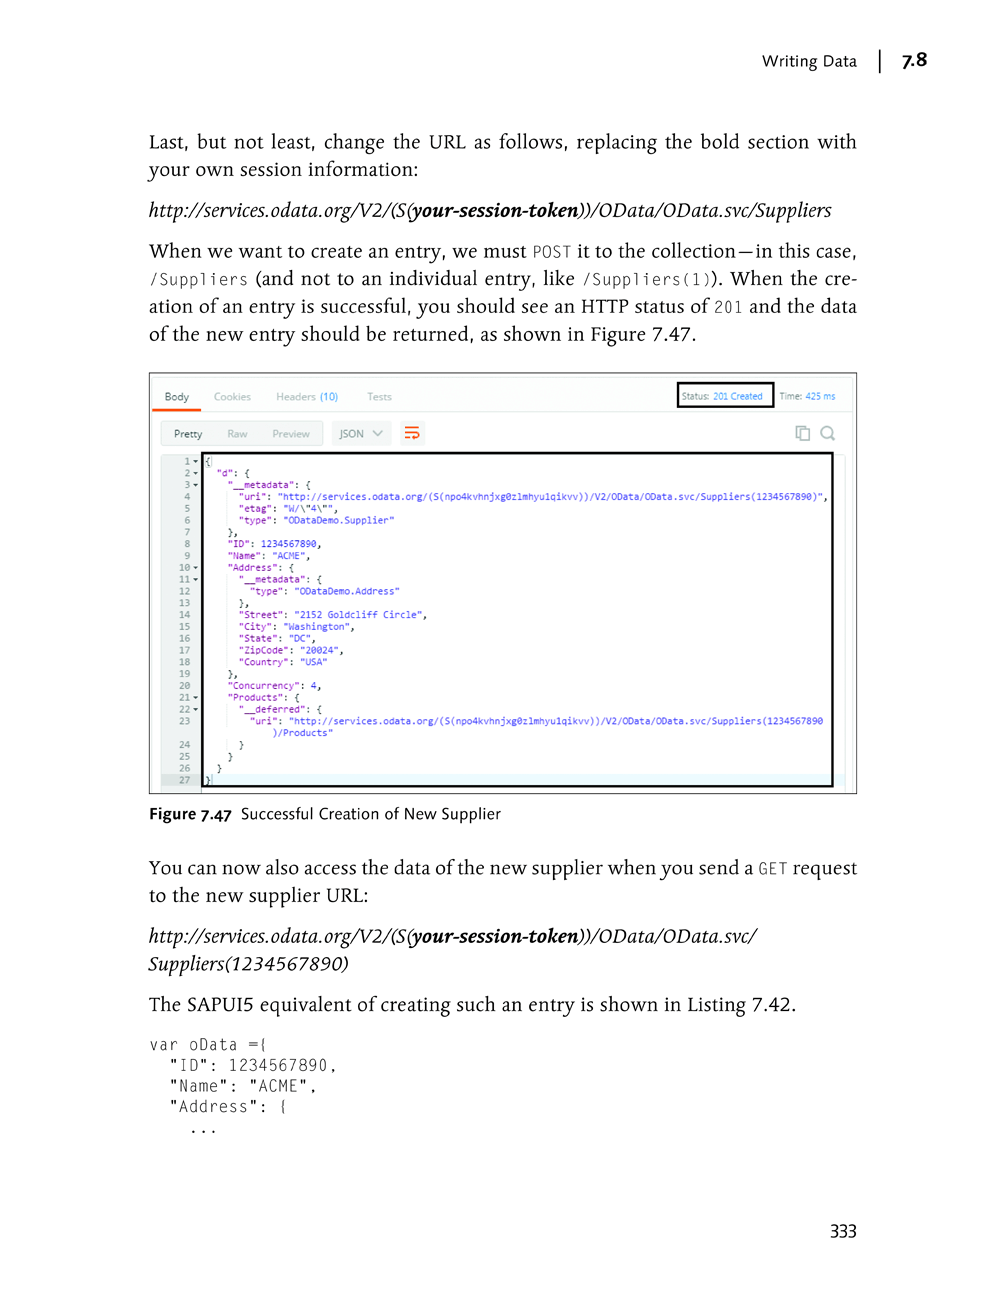 Writing Data | 7.8
Last, but not least, change the URL as follows, replacing the bold section with
your own session information:
http://services.odata.org/V2/(S(your-session-token))/OData/OData.svc/Suppliers
When we want to create an entry, we must POST it to the collection—in this case,
/Suppliers (and not to an individual entry, like /Suppliers(1)). When the cre-
ation of an entry is successful, you should see an HTTP status of 201 and the data
of the new entry should be returned, as shown in Figure 7.47.
Body Cookies Headers (10) Tests Status: 201 Created Time: 425 ms
Pretty Raw Preview JSON
1 {
2 "d": {
3 "__metadata": {
4 "uri": "http://services.odata.org/(S(npo4kvhnjxg0zlmhyu1qikvv))/V2/OData/OData.svc/Suppliers(1234567890)",
5 "etag": "W/\"4\"",
6 "type": "ODataDemo.Supplier"
7 },
8 "ID": 1234567890,
9 "Name": "ACME",
10 "Address": {
11 "__metadata": {
12 "type": "ODataDemo.Address"
13 },
14 "Street": "2152 Goldcliff Circle",
15 "City": "Washington",
16 "State": "DC",
17 "ZipCode": "20024",
18 "Country": "USA"
19 },
20 "Concurrency": 4,
21 "Products": {
22 "__deferred": {
23 "uri": "http://services.odata.org/(S(npo4kvhnjxg0zlmhyu1qikvv))/V2/OData/OData.svc/Suppliers(1234567890
)/Products"
24 }
25 }
26 }
27 }
Figure 7.47 Successful Creation of New Supplier
You can now also access the data of the new supplier when you send a GET request
to the new supplier URL:
http://services.odata.org/V2/(S(your-session-token))/OData/OData.svc/
Suppliers(1234567890)
The SAPUI5 equivalent of creating such an entry is shown in Listing 7.42.
var oData ={
"ID": 1234567890,
"Name": "ACME",
"Address": {
...
333